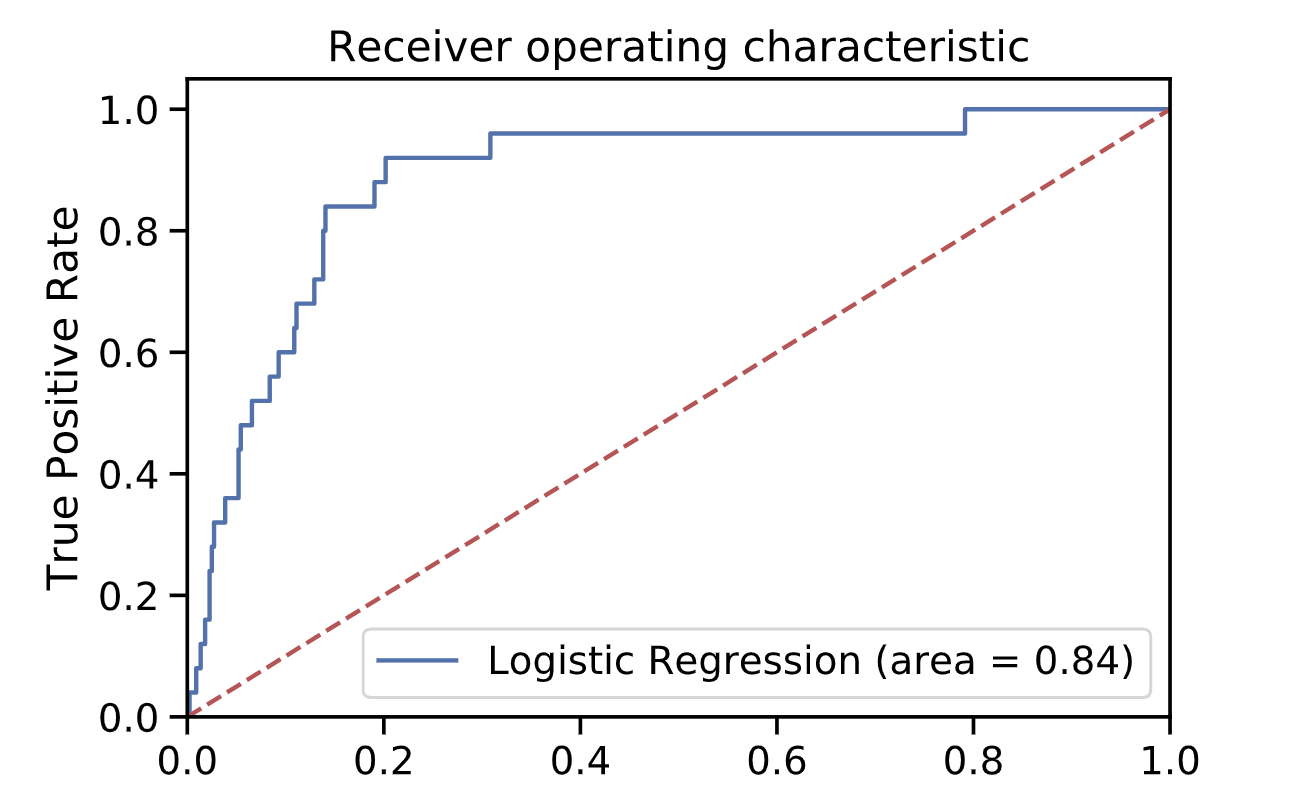 Receiver operating characteristic
True Positive Rate
1.0
0.8
0.6
0.4
0.2
0.0
Logistic Regression (area = 0.84)
0.0 0.2 0.4 0.6 0.8 1.0